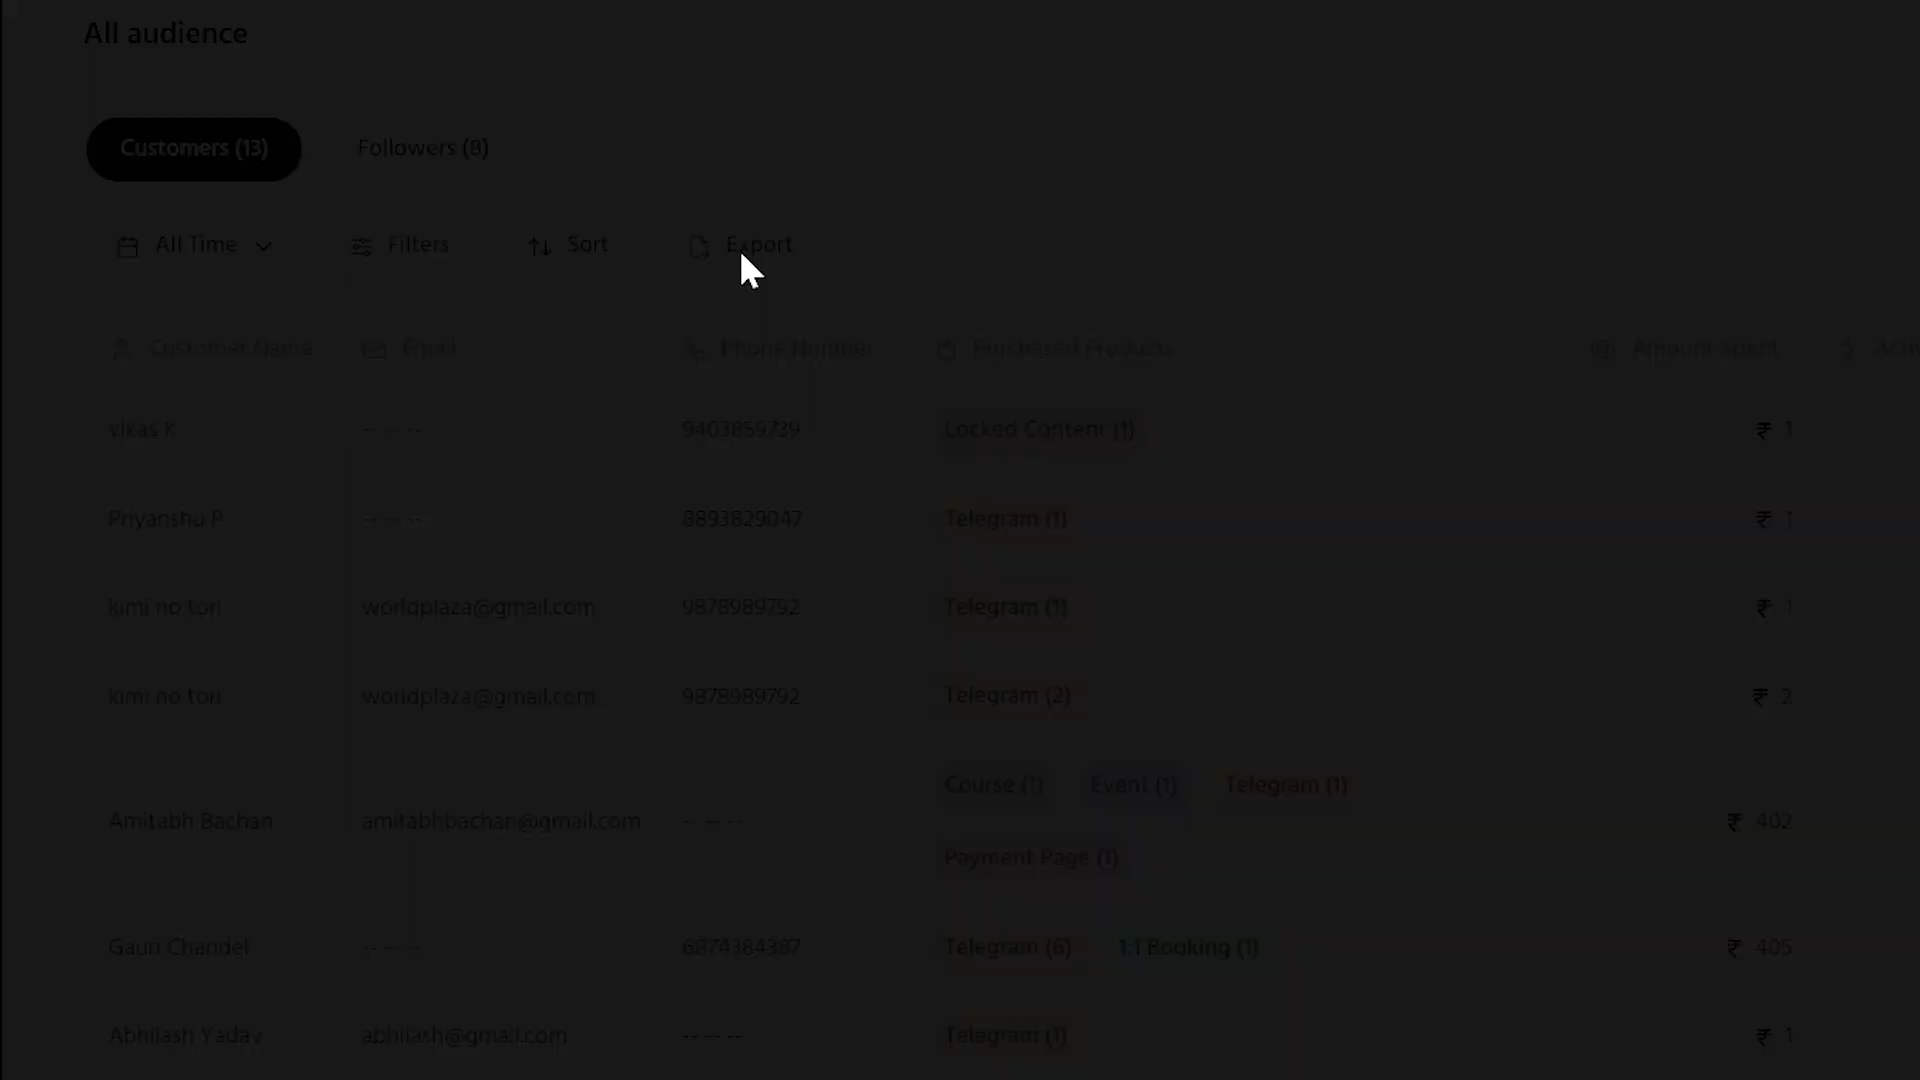 All audience
Customers (13) Followers (8)
All Time Filters Sort Export
Customer Name Email Phone Number Purchased Products Amount Spent
vikas K -- -- -- 9403859739 Locked Content (1) ₹ 1
Priyanshu P -- -- -- 8893829047 Telegram (1) ₹ 1
kimi no tori worldplaza@gmail.com 9878989792 Telegram (1) ₹ 1
kimi no tori worldplaza@gmail.com 9878989792 Telegram (2) ₹ 2
Course (1) Event (1) Telegram (1)
Amitabh Bachan amitabhbachan@gmail.com -- -- -- ₹ 402
Payment Page (1)
Gauri Chandel -- -- -- 6874384387 Telegram (6) 1:1 Booking (1) ₹ 405
Abhilash Yadav abhilash@gmail.com -- -- -- Telegram (1) ₹ 1